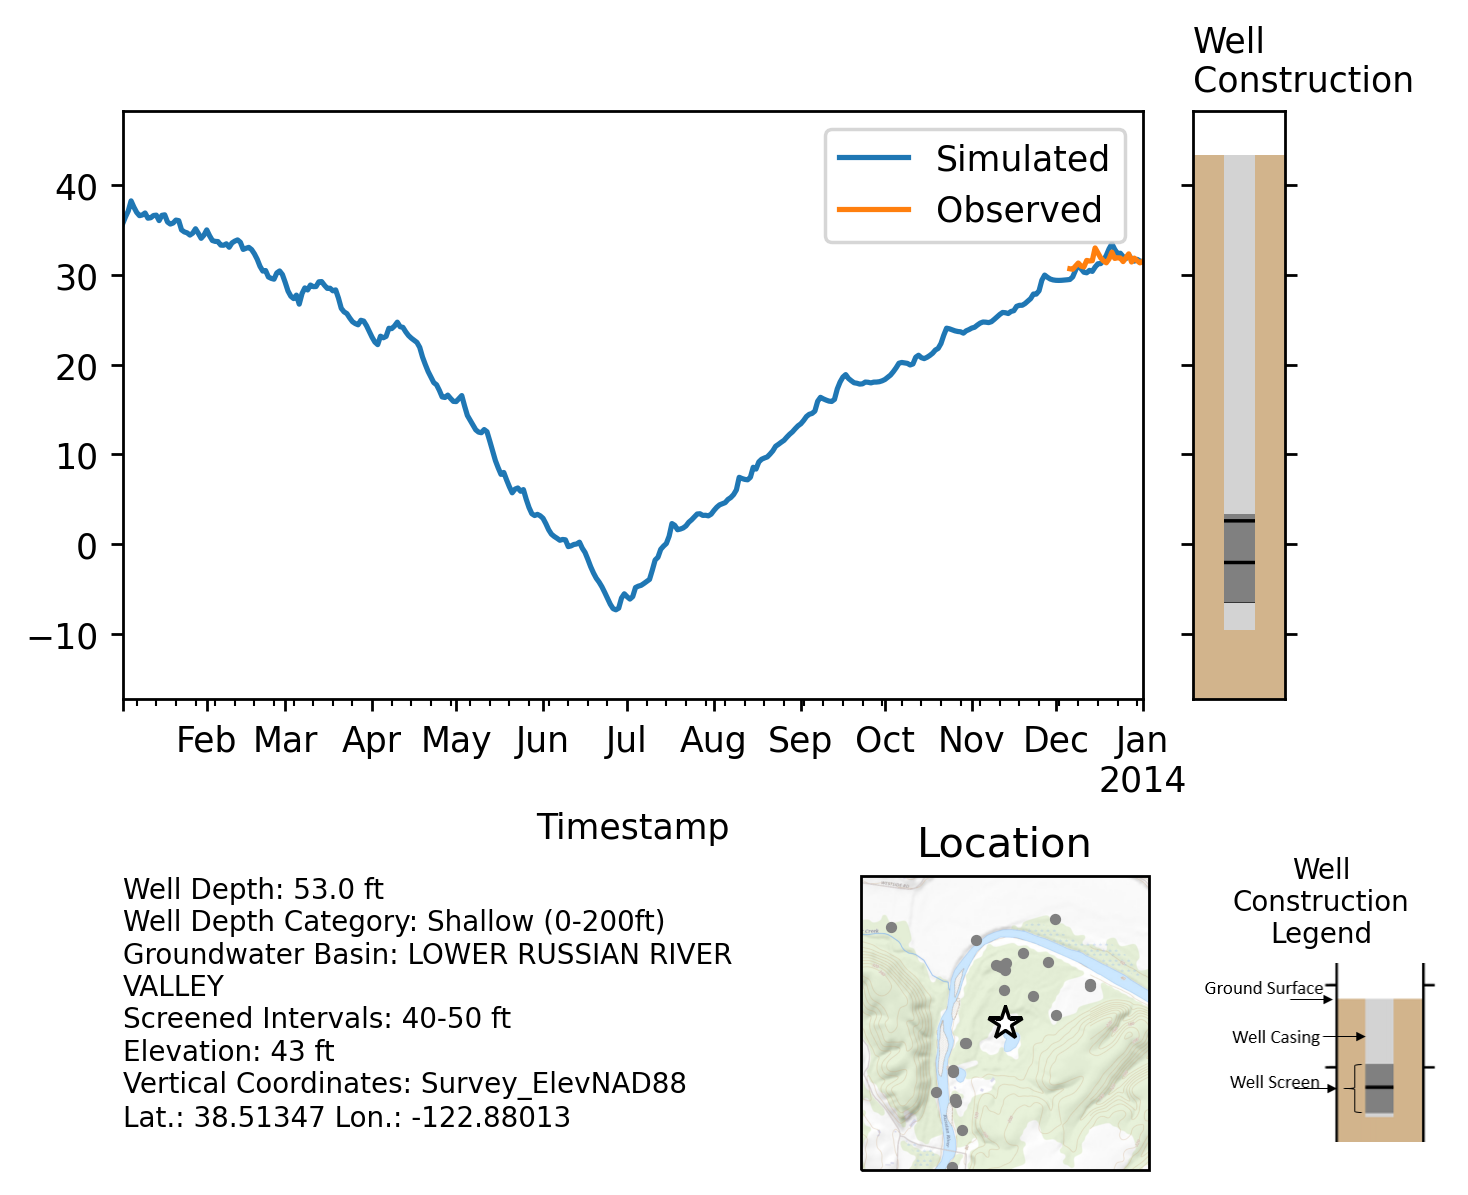 Well
Construction
Simulated
Observed
40
30
20
10
0
−10
Feb Mar Apr May Jun Jul Aug Sep Oct Nov Dec Jan
2014
Timestamp
Well Depth: 53.0 ft
Well Depth Category: Shallow (0-200ft)
Groundwater Basin: LOWER RUSSIAN RIVER
VALLEY
Screened Intervals: 40-50 ft
Elevation: 43 ft
Vertical Coordinates: Survey_ElevNAD88
Lat.: 38.51347 Lon.: -122.88013
Location
Well
Construction
Legend
Ground Surface
Well Casing
Well Screen